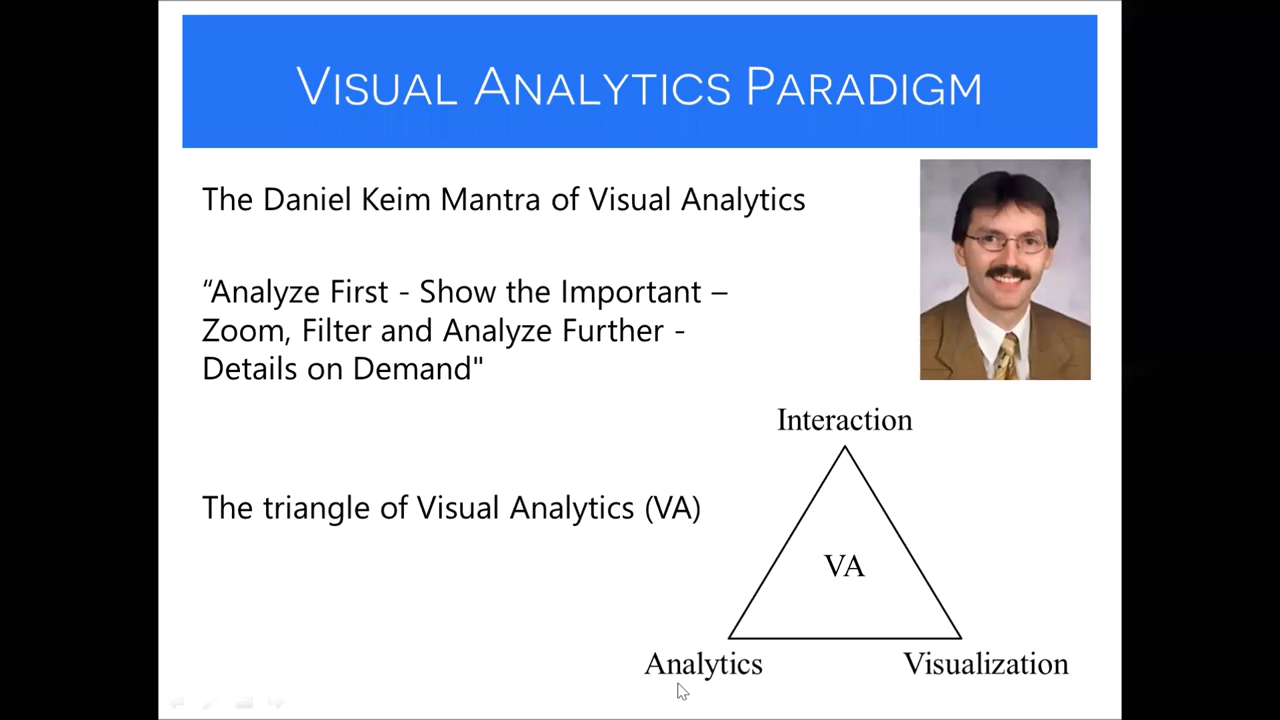 VISUAL ANALYTICS PARADIGM
The Daniel Keim Mantra of Visual Analytics
“Analyze First - Show the Important –
Zoom, Filter and Analyze Further -
Details on Demand"
Interaction
The triangle of Visual Analytics (VA)
VA
Analytics
Visualization